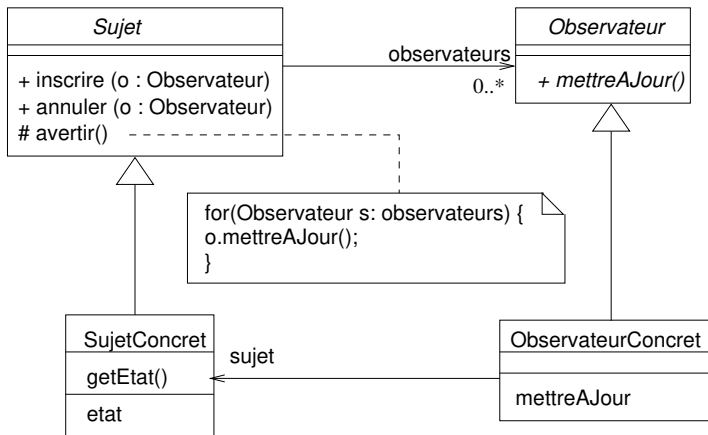 Sujet
+ inscrire (o : Observateur)
+ annuler (o : Observateur)
# avertir()
observateurs
0..*
Observateur
+ mettreAJour()
for(Observateur s: observateurs) {
o.mettreAJour();
}
SujetConcret
getEtat()
etat
sujet
ObservateurConcret
mettreAJour